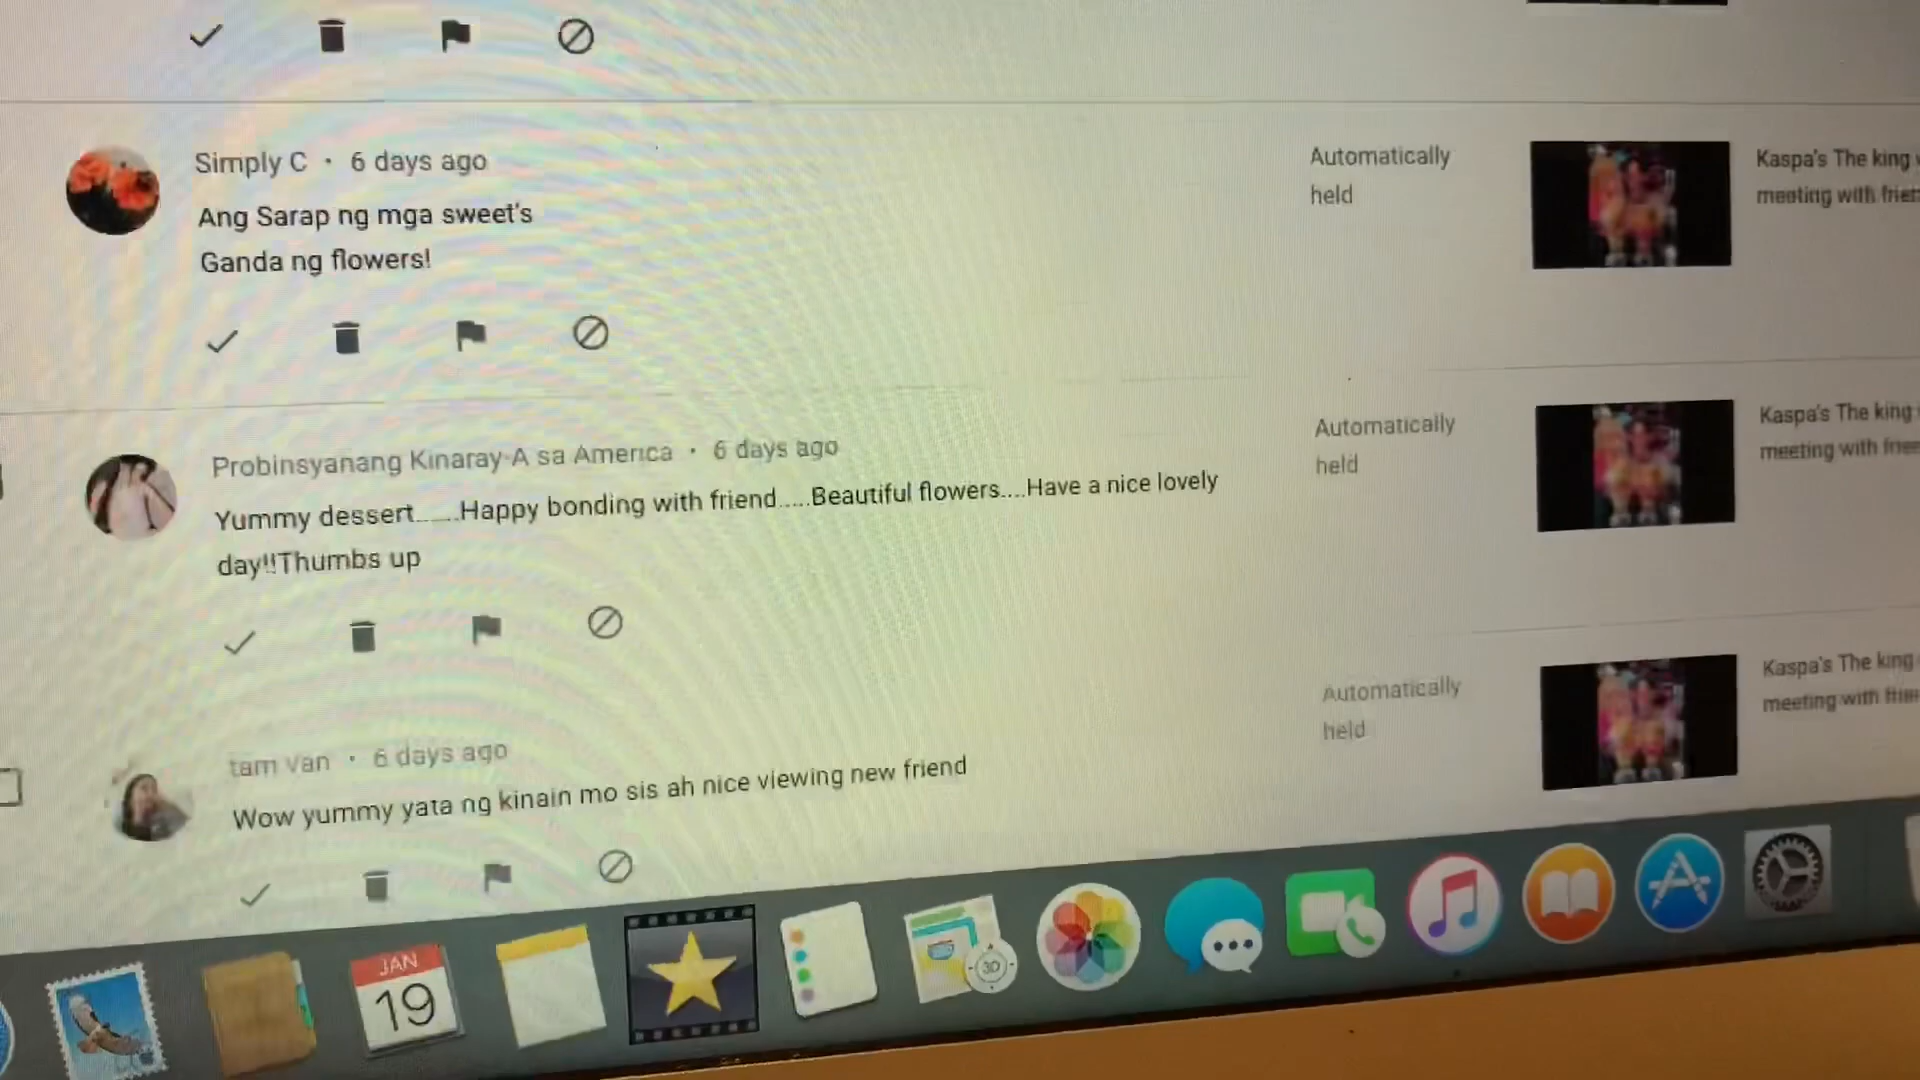 Simply C · 6 days ago
Ang Sarap ng mga sweet's
Ganda ng flowers!
Automatically
held
Kaspa's The king
meeting with
Probinsyanang Kinaray-A sa America · 6 days ago
Yummy dessert.......Happy bonding with friend.....Beautiful flowers....Have a nice lovely
day!!Thumbs up
Automatically
held
Kaspa's The king
meeting with
tam van · 6 days ago
Wow yummy yata ng kinain mo sis ah nice viewing new friend
Automatically
held
Kaspa's The king
meeting with
JAN
19
3D